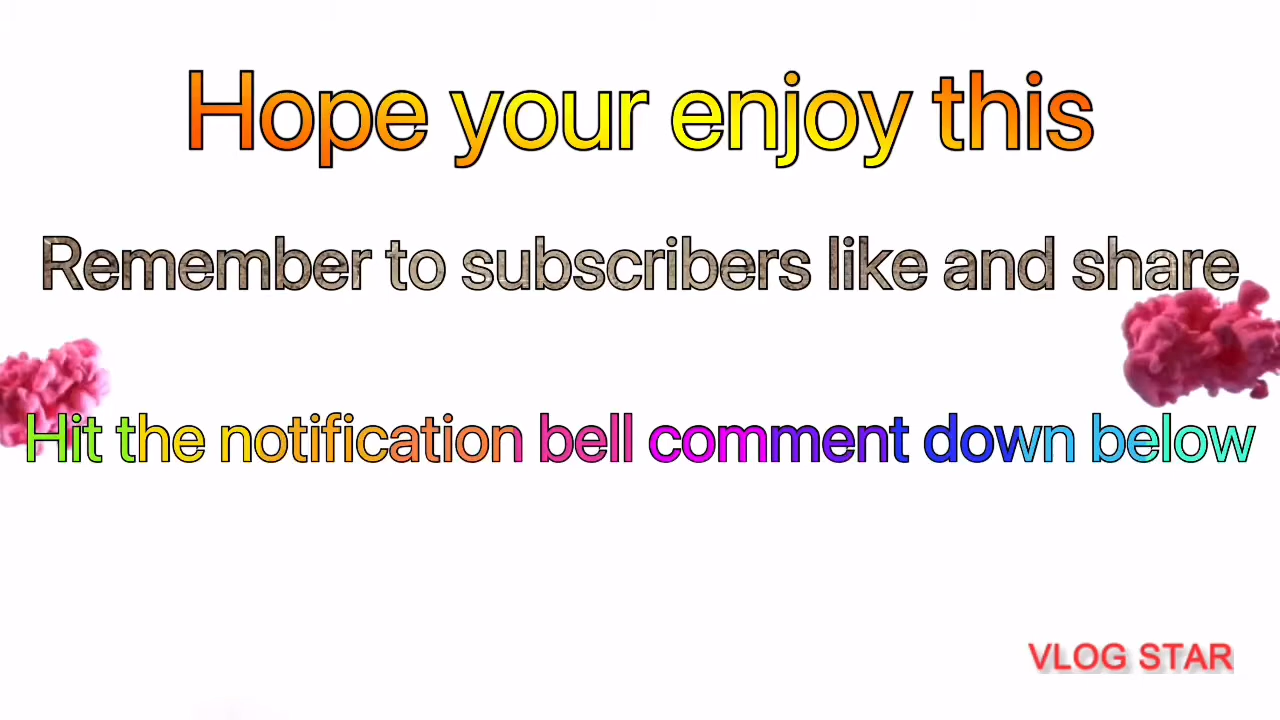 Hope your enjoy this
Remember to subscribers like and share
Hit the notification bell comment down below
VLOG STAR